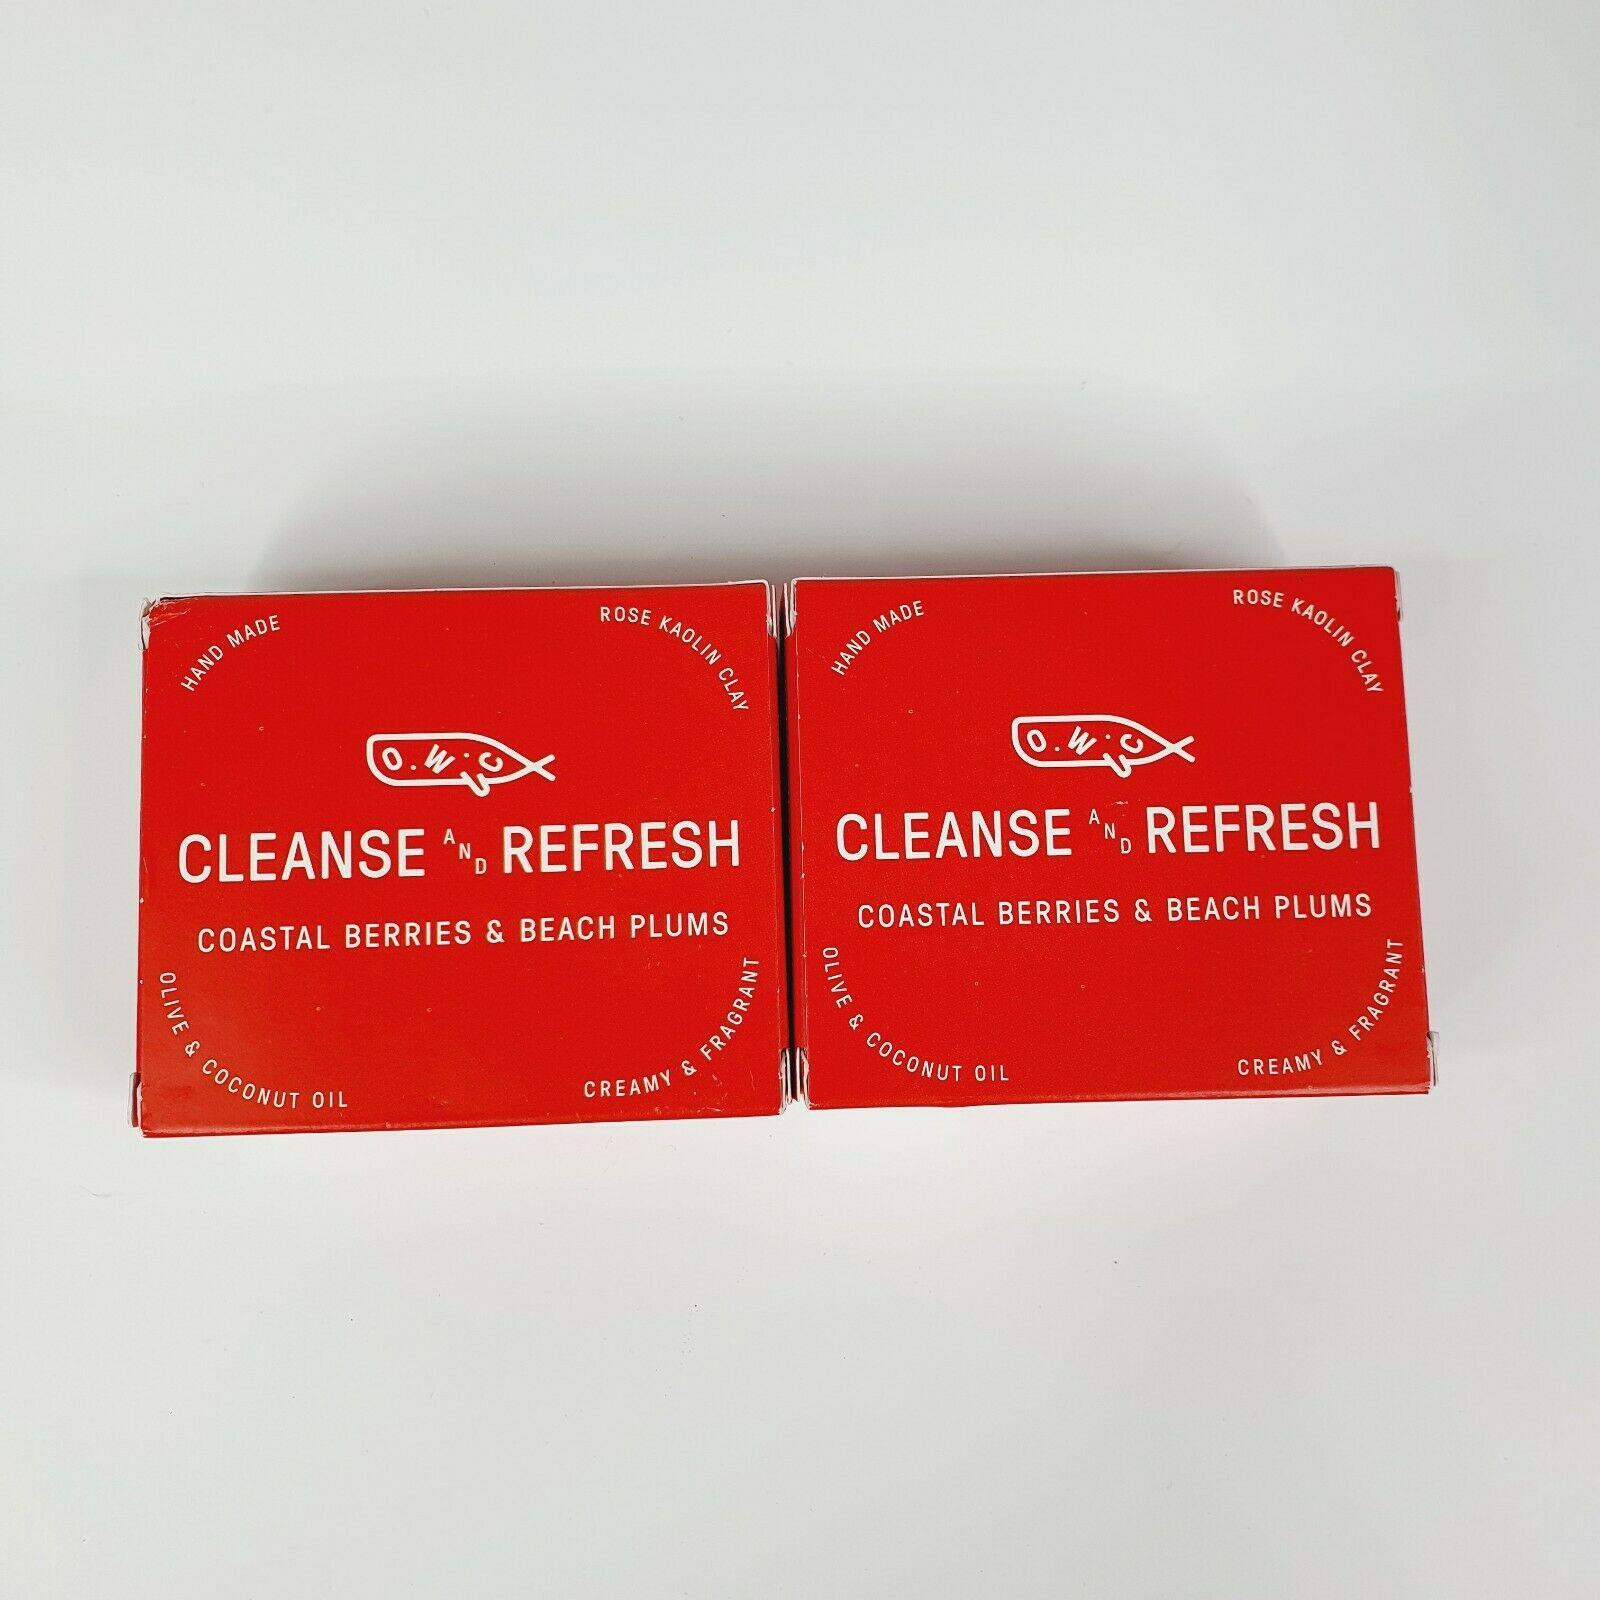 HAND MADE
ROSE KAOLIN CLAY
O.W.C
CLEANSE AND REFRESH
COASTAL BERRIES & BEACH PLUMS
OLIVE & COCONUT OIL
CREAMY & FRAGRANT
HAND MADE
ROSE KAOLIN CLAY
O.W.C
CLEANSE AND REFRESH
COASTAL BERRIES & BEACH PLUMS
OLIVE & COCONUT OIL
CREAMY & FRAGRANT